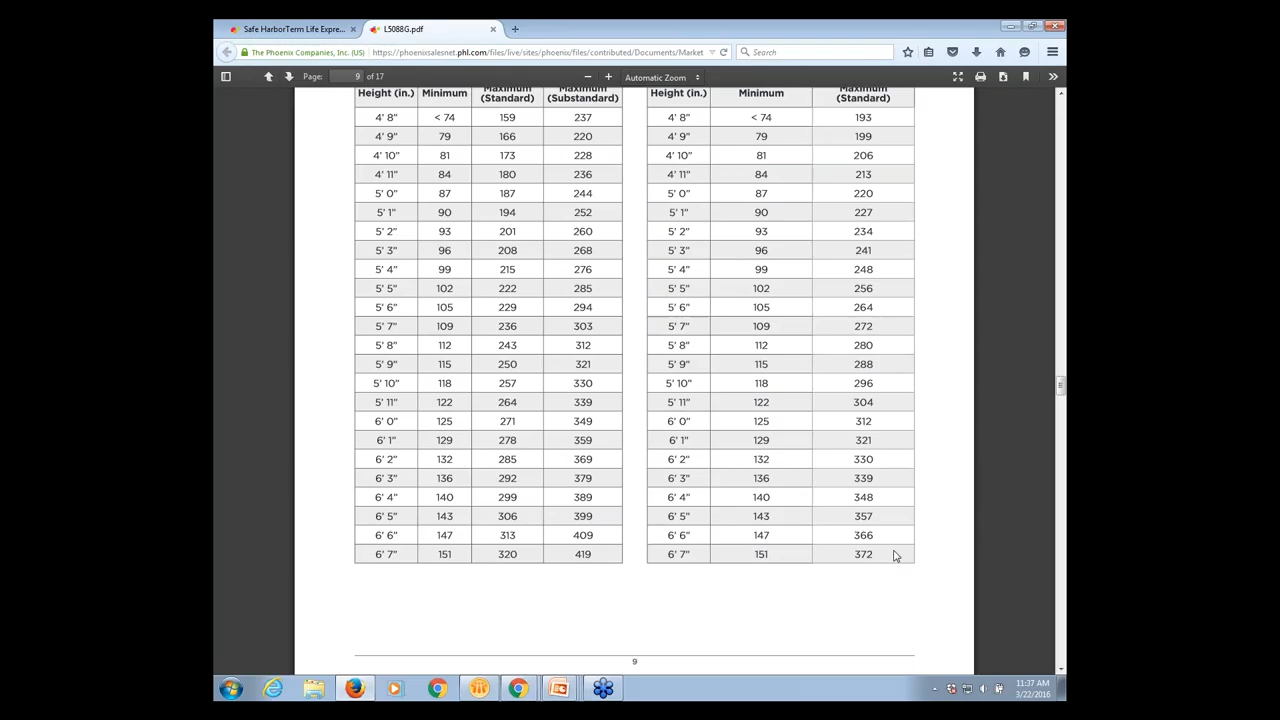 Safe HarborTerm Life Expre...
L5088G.pdf
The Phoenix Companies, Inc. (US)
https://phoenixsalesnet.phl.com/files/live/sites/phoenix/files/contributed/Documents/Market
Search
Page: 9 of 17
Automatic Zoom
Height (in.) Minimum Maximum (Standard) Maximum (Substandard)
4' 8" < 74 159 237
4' 9" 79 166 220
4' 10" 81 173 228
4' 11" 84 180 236
5' 0" 87 187 244
5' 1" 90 194 252
5' 2" 93 201 260
5' 3" 96 208 268
5' 4" 99 215 276
5' 5" 102 222 285
5' 6" 105 229 294
5' 7" 109 236 303
5' 8" 112 243 312
5' 9" 115 250 321
5' 10" 118 257 330
5' 11" 122 264 339
6' 0" 125 271 349
6' 1" 129 278 359
6' 2" 132 285 369
6' 3" 136 292 379
6' 4" 140 299 389
6' 5" 143 306 399
6' 6" 147 313 409
6' 7" 151 320 419
Height (in.) Minimum Maximum (Standard)
4' 8" < 74 193
4' 9" 79 199
4' 10" 81 206
4' 11" 84 213
5' 0" 87 220
5' 1" 90 227
5' 2" 93 234
5' 3" 96 241
5' 4" 99 248
5' 5" 102 256
5' 6" 105 264
5' 7" 109 272
5' 8" 112 280
5' 9" 115 288
5' 10" 118 296
5' 11" 122 304
6' 0" 125 312
6' 1" 129 321
6' 2" 132 330
6' 3" 136 339
6' 4" 140 348
6' 5" 143 357
6' 6" 147 366
6' 7" 151 372
9
11:37 AM
3/22/2016